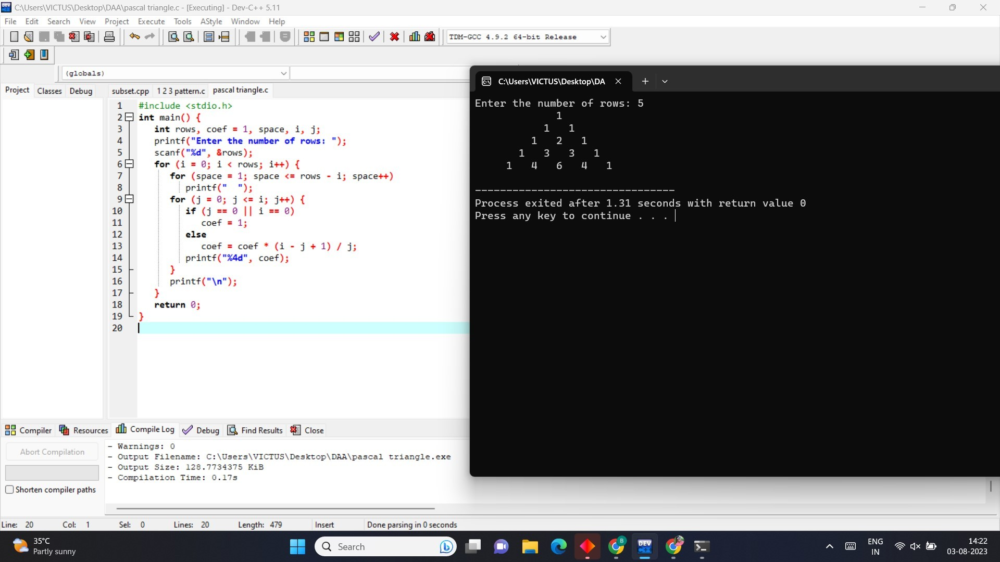 C:\Users\VICTUS\Desktop\DAA\pascal triangle.c - [Executing] - Dev-C++ 5.11
File Edit Search View Project Execute Tools AStyle Window Help
TDM-GCC 4.9.2 64-bit Release
(globals)
Project Classes Debug
subset.cpp 1 2 3 pattern.c pascal triangle.c
1 #include <stdio.h>
2 int main() {
3 int rows, coef = 1, space, i, j;
4 printf("Enter the number of rows: ");
5 scanf("%d", &rows);
6 for (i = 0; i < rows; i++) {
7 for (space = 1; space <= rows - i; space++)
8 printf("  ");
9 for (j = 0; j <= i; j++) {
10 if (j == 0 || i == 0)
11 coef = 1;
12 else
13 coef = coef * (i - j + 1) / j;
14 printf("%4d", coef);
15 }
16 printf("\n");
17 }
18 return 0;
19 }
20
C:\Users\VICTUS\Desktop\DA
Enter the number of rows: 5
1
1 1
1 2 1
1 3 3 1
1 4 6 4 1
--------------------------------
Process exited after 1.31 seconds with return value 0
Press any key to continue . . .
Compiler Resources Compile Log Debug Find Results Close
Abort Compilation
Shorten compiler paths
- Warnings: 0
- Output Filename: C:\Users\VICTUS\Desktop\DAA\pascal triangle.exe
- Output Size: 128.7734375 KiB
- Compilation Time: 0.17s
Line: 20 Col: 1 Sel: 0 Lines: 20 Length: 479 Insert Done parsing in 0 seconds
35°C
Partly sunny
Search
B
DEV
C++
ENG
IN
14:22
03-08-2023